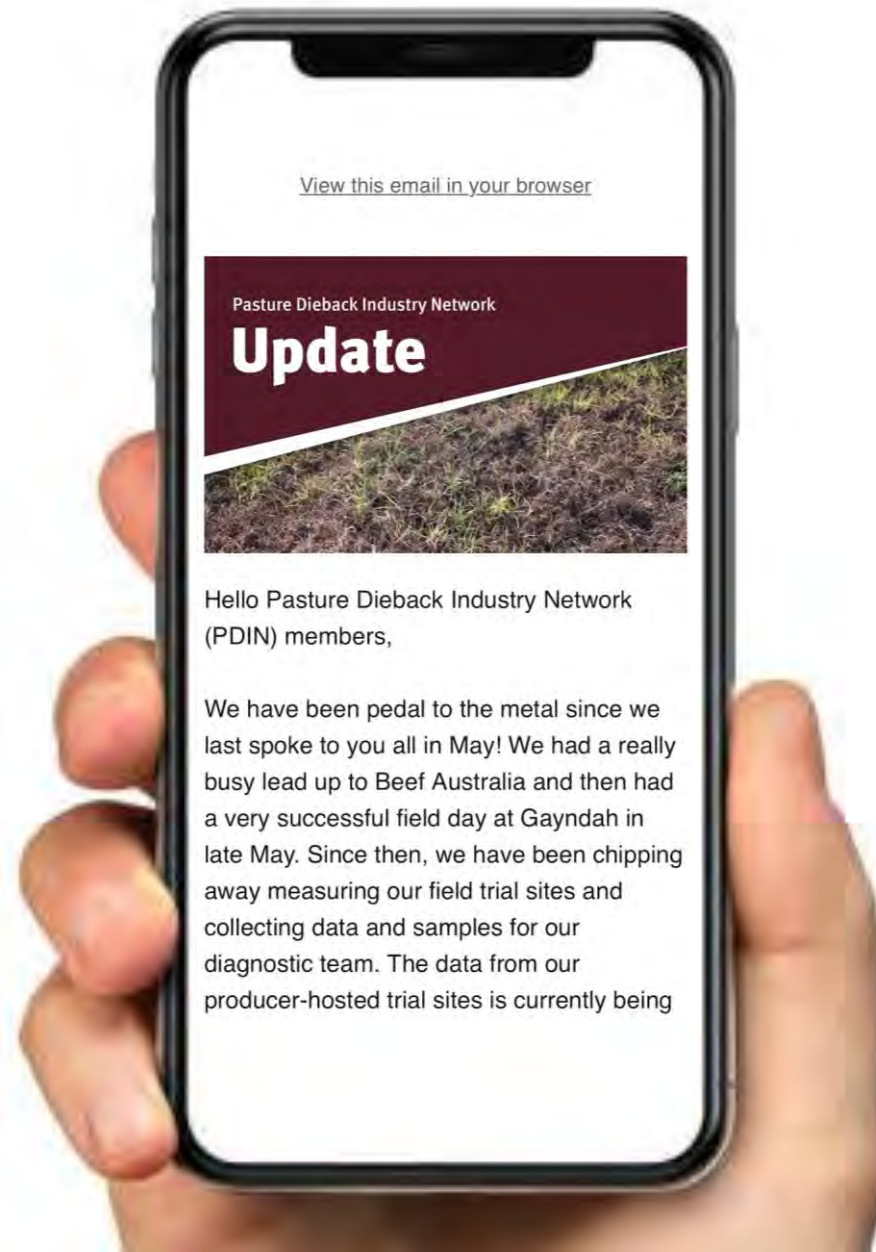 View this email in your browser
Pasture Dieback Industry Network
Update
Hello Pasture Dieback Industry Network
(PDIN) members,
We have been pedal to the metal since we
last spoke to you all in May! We had a really
busy lead up to Beef Australia and then had
a very successful field day at Gayndah in
late May. Since then, we have been chipping
away measuring our field trial sites and
collecting data and samples for our
diagnostic team. The data from our
producer-hosted trial sites is currently being